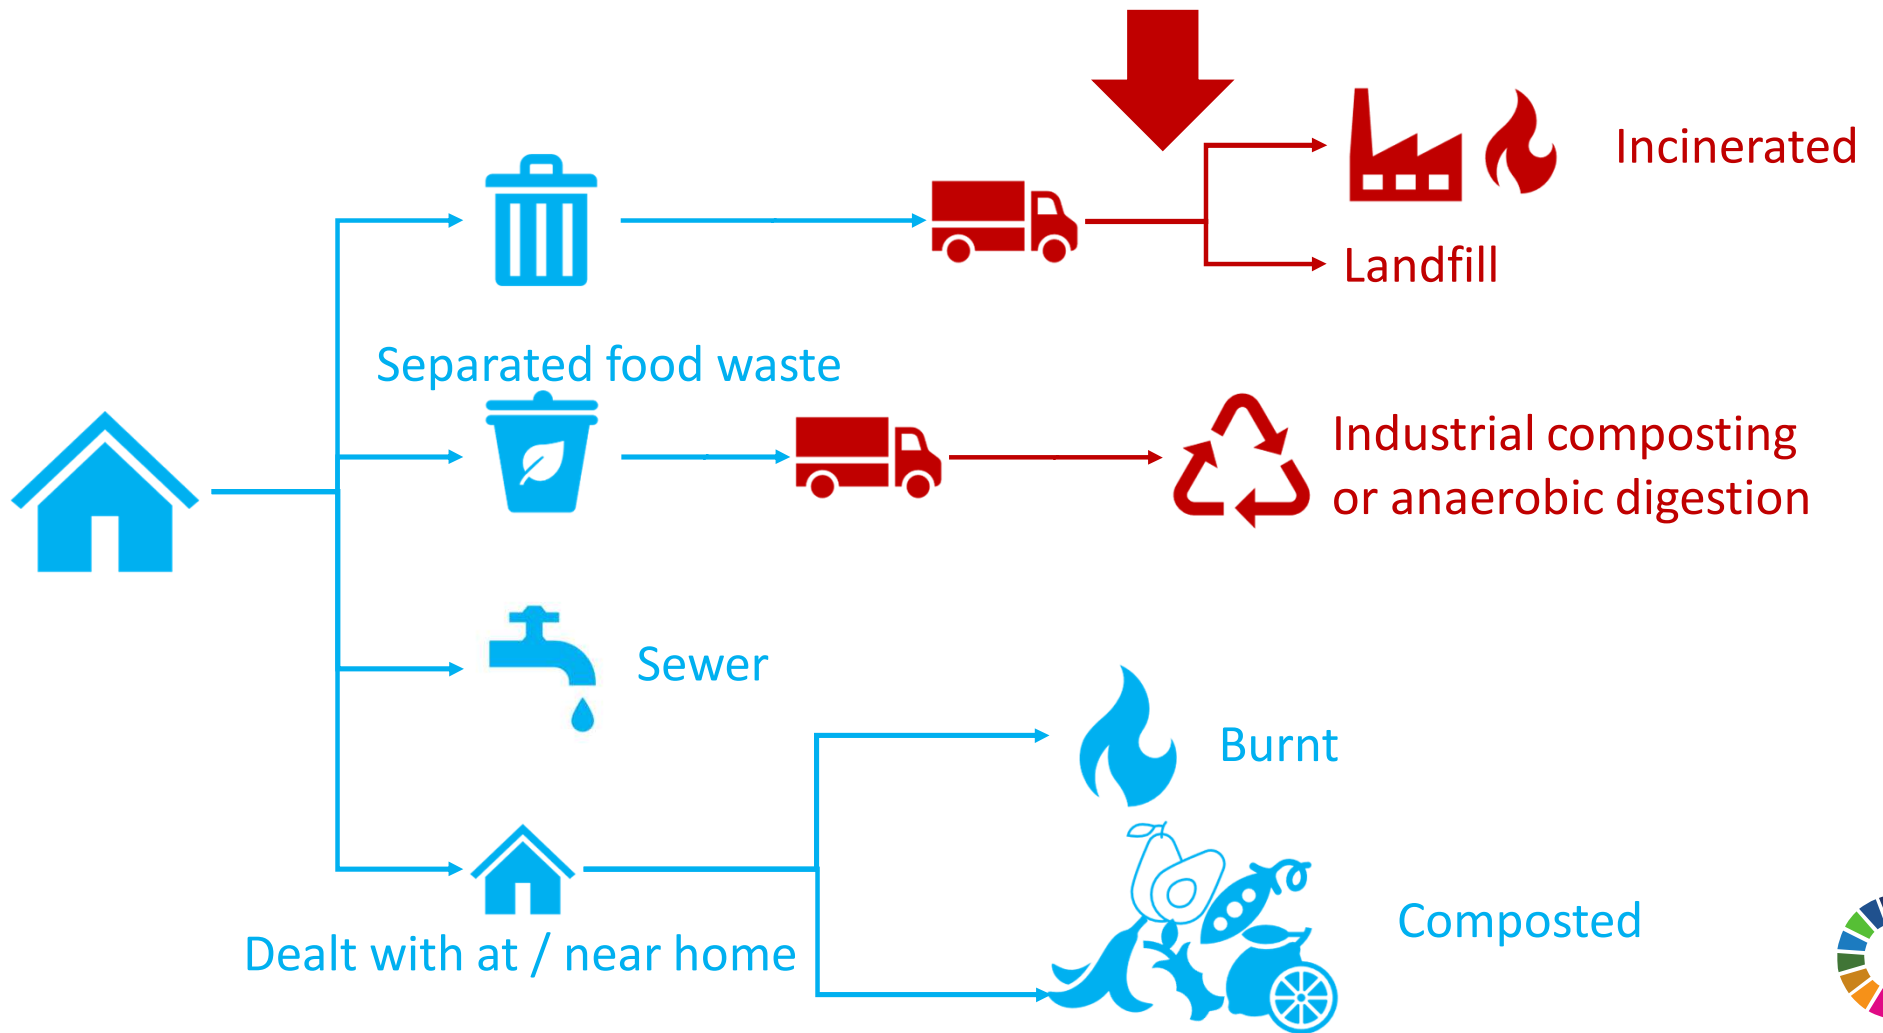 Incinerated
Landfill
Separated food waste
Industrial composting
or anaerobic digestion
Sewer
Burnt
Composted
Dealt with at / near home